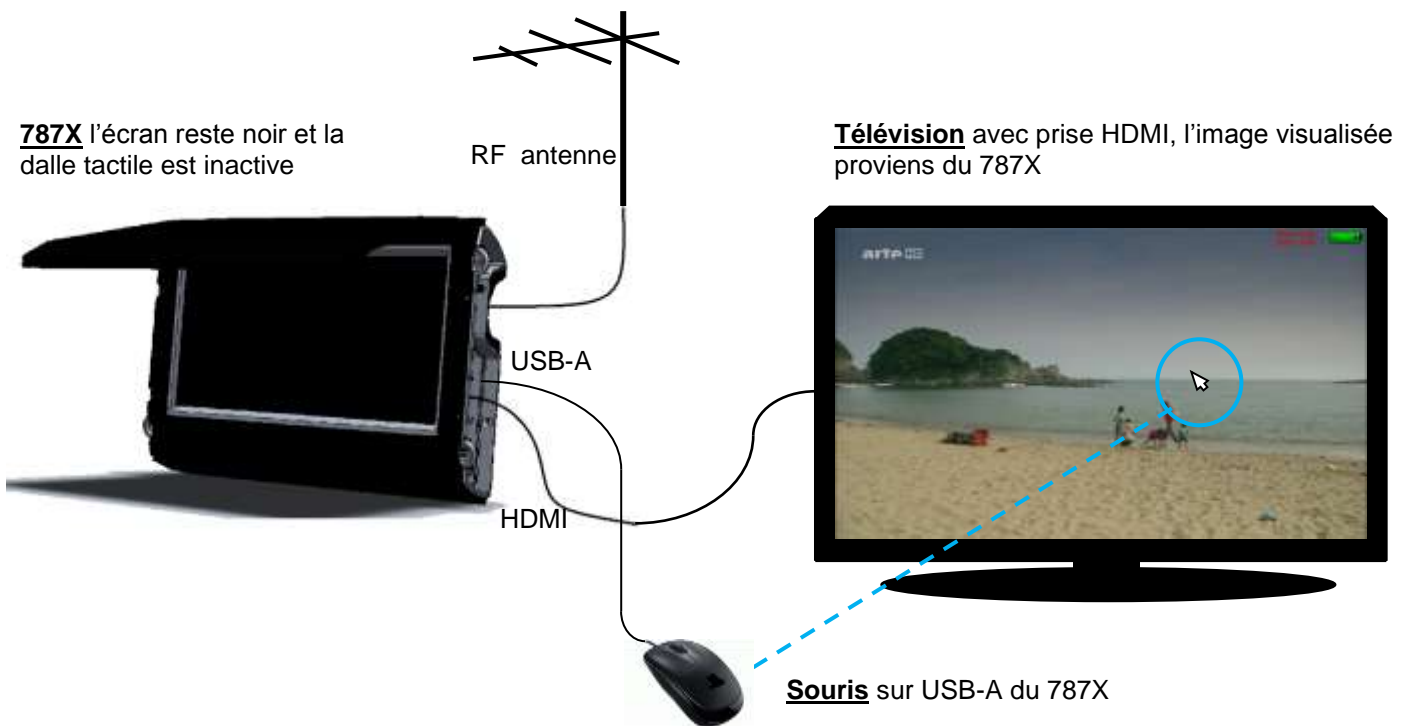 787X l’écran reste noir et la
dalle tactile est inactive
RF antenne
Télévision avec prise HDMI, l’image visualisée
proviens du 787X
arte HD
USB-A
HDMI
Souris sur USB-A du 787X